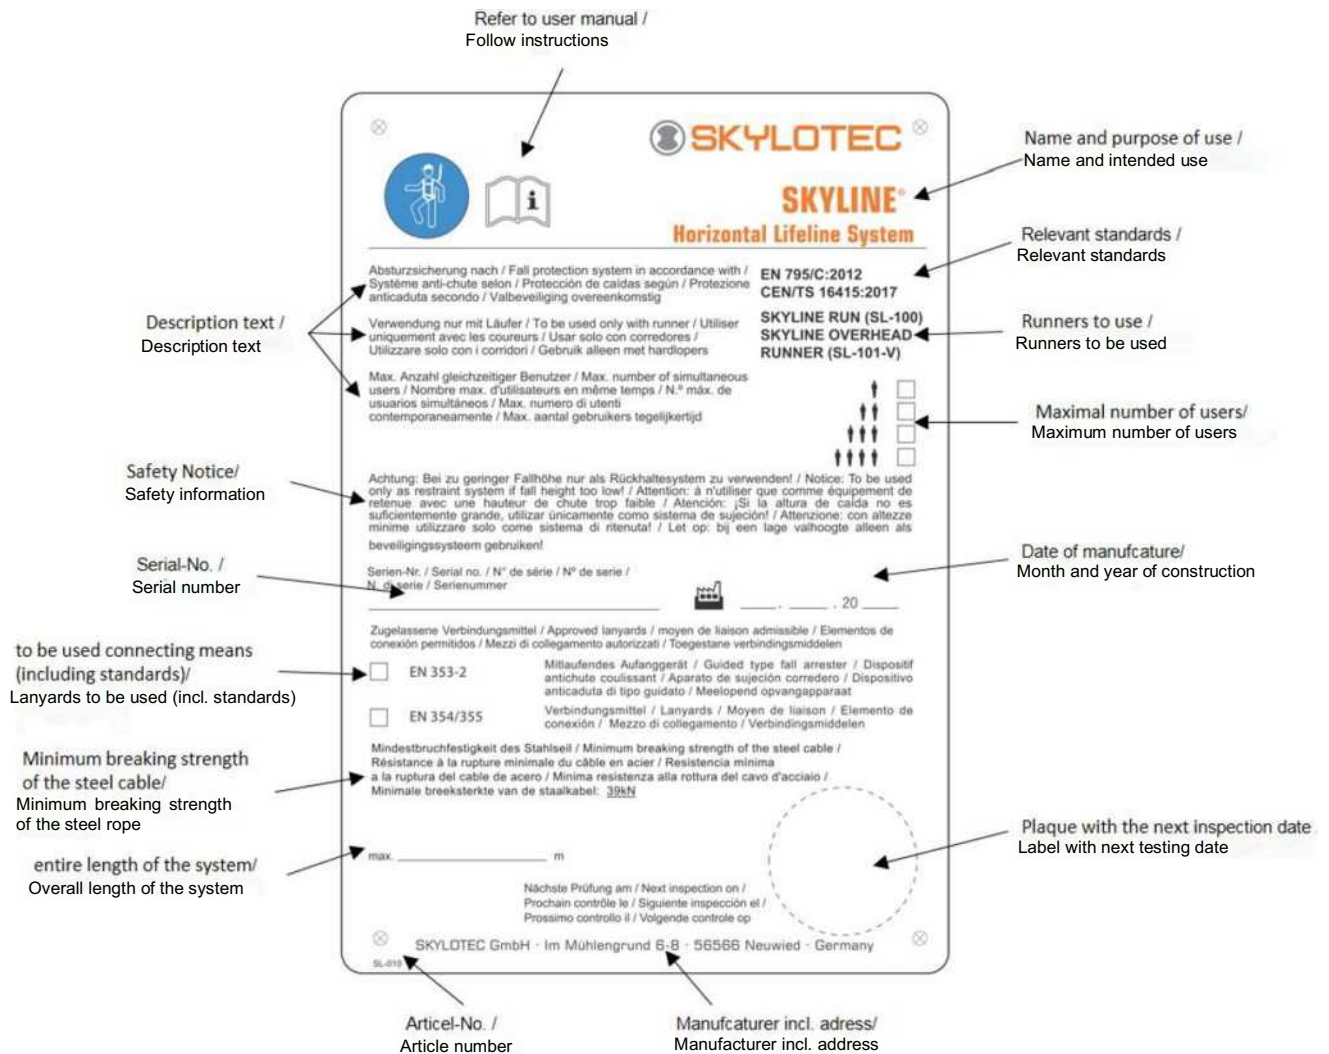 Refer to user manual /
Follow instructions
SKYLOTEC
Name and purpose of use /
Name and intended use
i
SKYLINE®
Horizontal Lifeline System
Relevant standards /
Relevant standards
Absturzsicherung nach / Fall protection system in accordance with /
Système anti-chute selon / Protección de caídas según / Protezione
anticaduta secondo / Valbeveiliging overeenkomstig
EN 795/C:2012
CEN/TS 16415:2017
Description text /
Description text
Verwendung nur mit Läufer / To be used only with runner / Utiliser
uniquement avec les coureurs / Usar solo con corredores /
Utilizzare solo con i corridori / Gebruik alleen met hardlopers
SKYLINE RUN (SL-100)
SKYLINE OVERHEAD
RUNNER (SL-101-V)
Runners to use /
Runners to be used
Max. Anzahl gleichzeitiger Benutzer / Max. number of simultaneous
users / Nombre max. d'utilisateurs en même temps / N.º máx. de
usuarios simultáneos / Max. numero di utenti
contemporaneamente / Max. aantal gebruikers tegelijkertijd
Maximal number of users/
Maximum number of users
Safety Notice/
Safety information
Achtung: Bei zu geringer Fallhöhe nur als Rückhaltesystem zu verwenden! / Notice: To be used
only as restraint system if fall height too low! / Attention: à n'utiliser que comme équipement de
retenue avec une hauteur de chute trop faible / Atención: ¡Si la altura de caída no es
suficientemente grande, utilizar únicamente como sistema de sujeción! / Attenzione: con altezze
minime utilizzare solo come sistema di ritenuta! / Let op: bij een lage valhoogte alleen als
beveiligingssysteem gebruiken!
Serial-No. /
Serial number
Serien-Nr. / Serial no. / N° de série / Nº de serie /
N. di serie / Serienummer
____ . ____ . 20 ____
Date of manufcature/
Month and year of construction
Zugelassene Verbindungsmittel / Approved lanyards / moyen de liaison admissible / Elementos de
conexión permitidos / Mezzi di collegamento autorizzati / Toegestane verbindingsmiddelen
to be used connecting means
(including standards)/
Lanyards to be used (incl. standards)
EN 353-2
Mitlaufendes Aufanggerät / Guided type fall arrester / Dispositif
antichute coulissant / Aparato de sujeción corredero / Dispositivo
anticaduta di tipo guidato / Meelopend opvangapparaat
EN 354/355
Verbindungsmittel / Lanyards / Moyen de liaison / Elemento de
conexión / Mezzo di collegamento / Verbindingsmiddelen
Minimum breaking strength
of the steel cable/
Minimum breaking strength
of the steel rope
Mindestbruchfestigkeit des Stahlseil / Minimum breaking strength of the steel cable /
Résistance à la rupture minimale du câble en acier / Resistencia mínima
a la ruptura del cable de acero / Minima resistenza alla rottura del cavo d'acciaio /
Minimale breeksterkte van de staalkabel: 39kN
Plaque with the next inspection date
Label with next testing date
entire length of the system/
Overall length of the system
max. ____ m
Nächste Prüfung am / Next inspection on /
Prochain contrôle le / Siguiente inspección el /
Prossimo controllo il / Volgende controle op
SKYLOTEC GmbH · Im Mühlengrund 6-8 · 56566 Neuwied · Germany
SL-010
Articel-No. /
Article number
Manufcaturer incl. adress/
Manufacturer incl. address